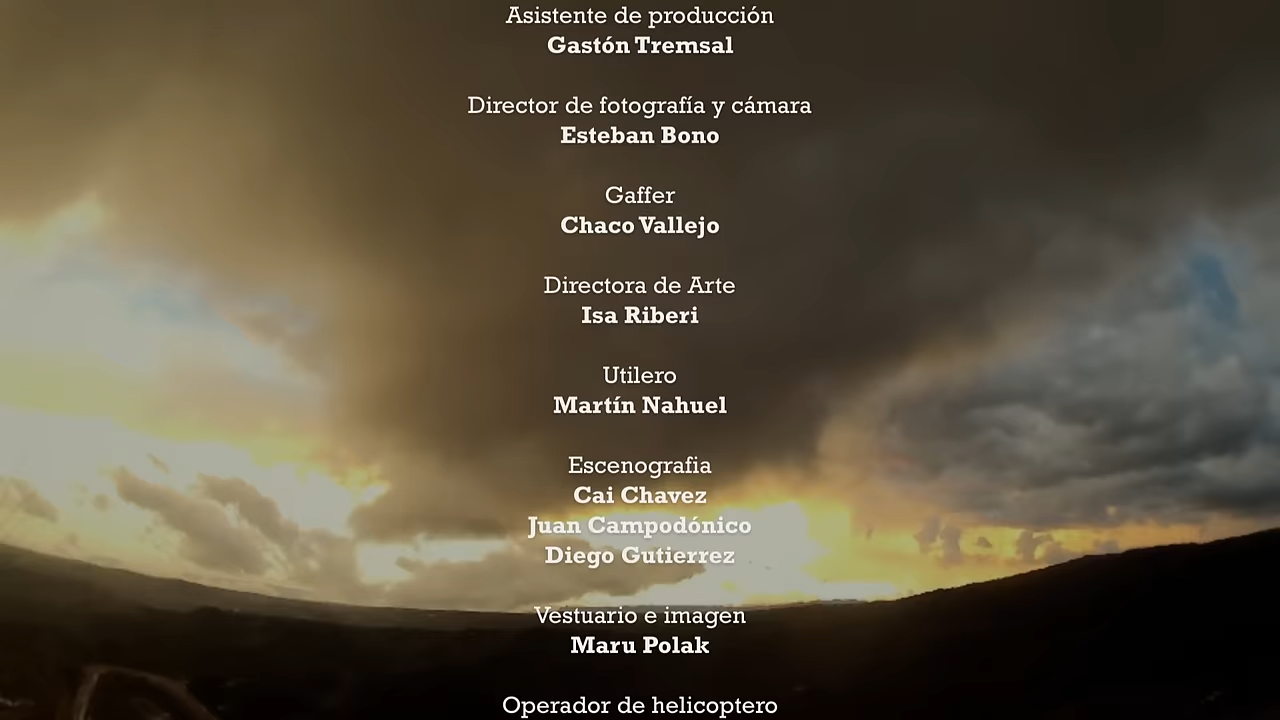 Asistente de producción
Gastón Tremsal
Director de fotografía y cámara
Esteban Bono
Gaffer
Chaco Vallejo
Directora de Arte
Isa Riberi
Utilero
Martín Nahuel
Escenografia
Cai Chavez
Juan Campodónico
Diego Gutierrez
Vestuario e imagen
Maru Polak
Operador de helicoptero